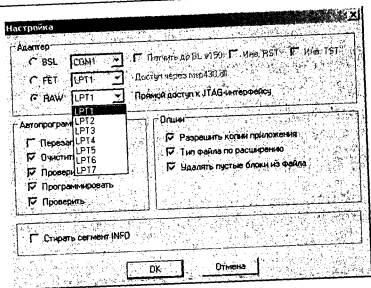 Настройка
Адаптер
BSL COM1 Патчить до BL v150 Инв. RST Инв. TST
FET LPT1 Доступ через msp430.dll
RAW LPT1 Прямой доступ к JTAG-интерфейсу
LPT1
LPT2
LPT3
LPT4
LPT5
LPT6
LPT7
Автопрограм
Перезаг
Очистит
Провери
Программировать
Проверить
Опции
Разрешить копии приложения
Тип файла по расширению
Удалять пустые блоки из файла
Стирать сегмент INFO
OK Отмена